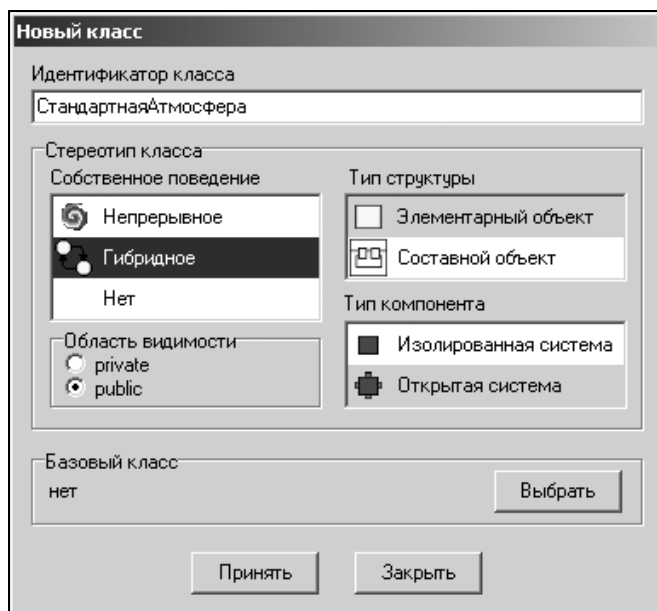 Новый класс
Идентификатор класса
СтандартнаяАтмосфера
Стереотип класса
Собственное поведение
Непрерывное
Гибридное
Нет
Область видимости
private
public
Тип структуры
Элементарный объект
Составной объект
Тип компонента
Изолированная система
Открытая система
Базовый класс
нет
Выбрать
Принять
Закрыть